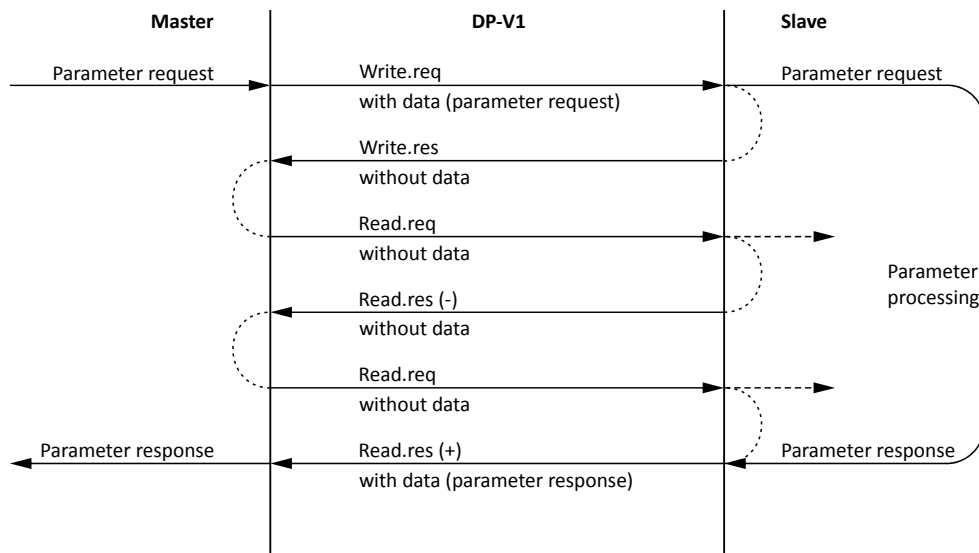 Master
DP-V1
Slave
Parameter request
Write.req
with data (parameter request)
Parameter request
Write.res
without data
Read.req
without data
Parameter
processing
Read.res (-)
without data
Read.req
without data
Parameter response
Read.res (+)
with data (parameter response)
Parameter response